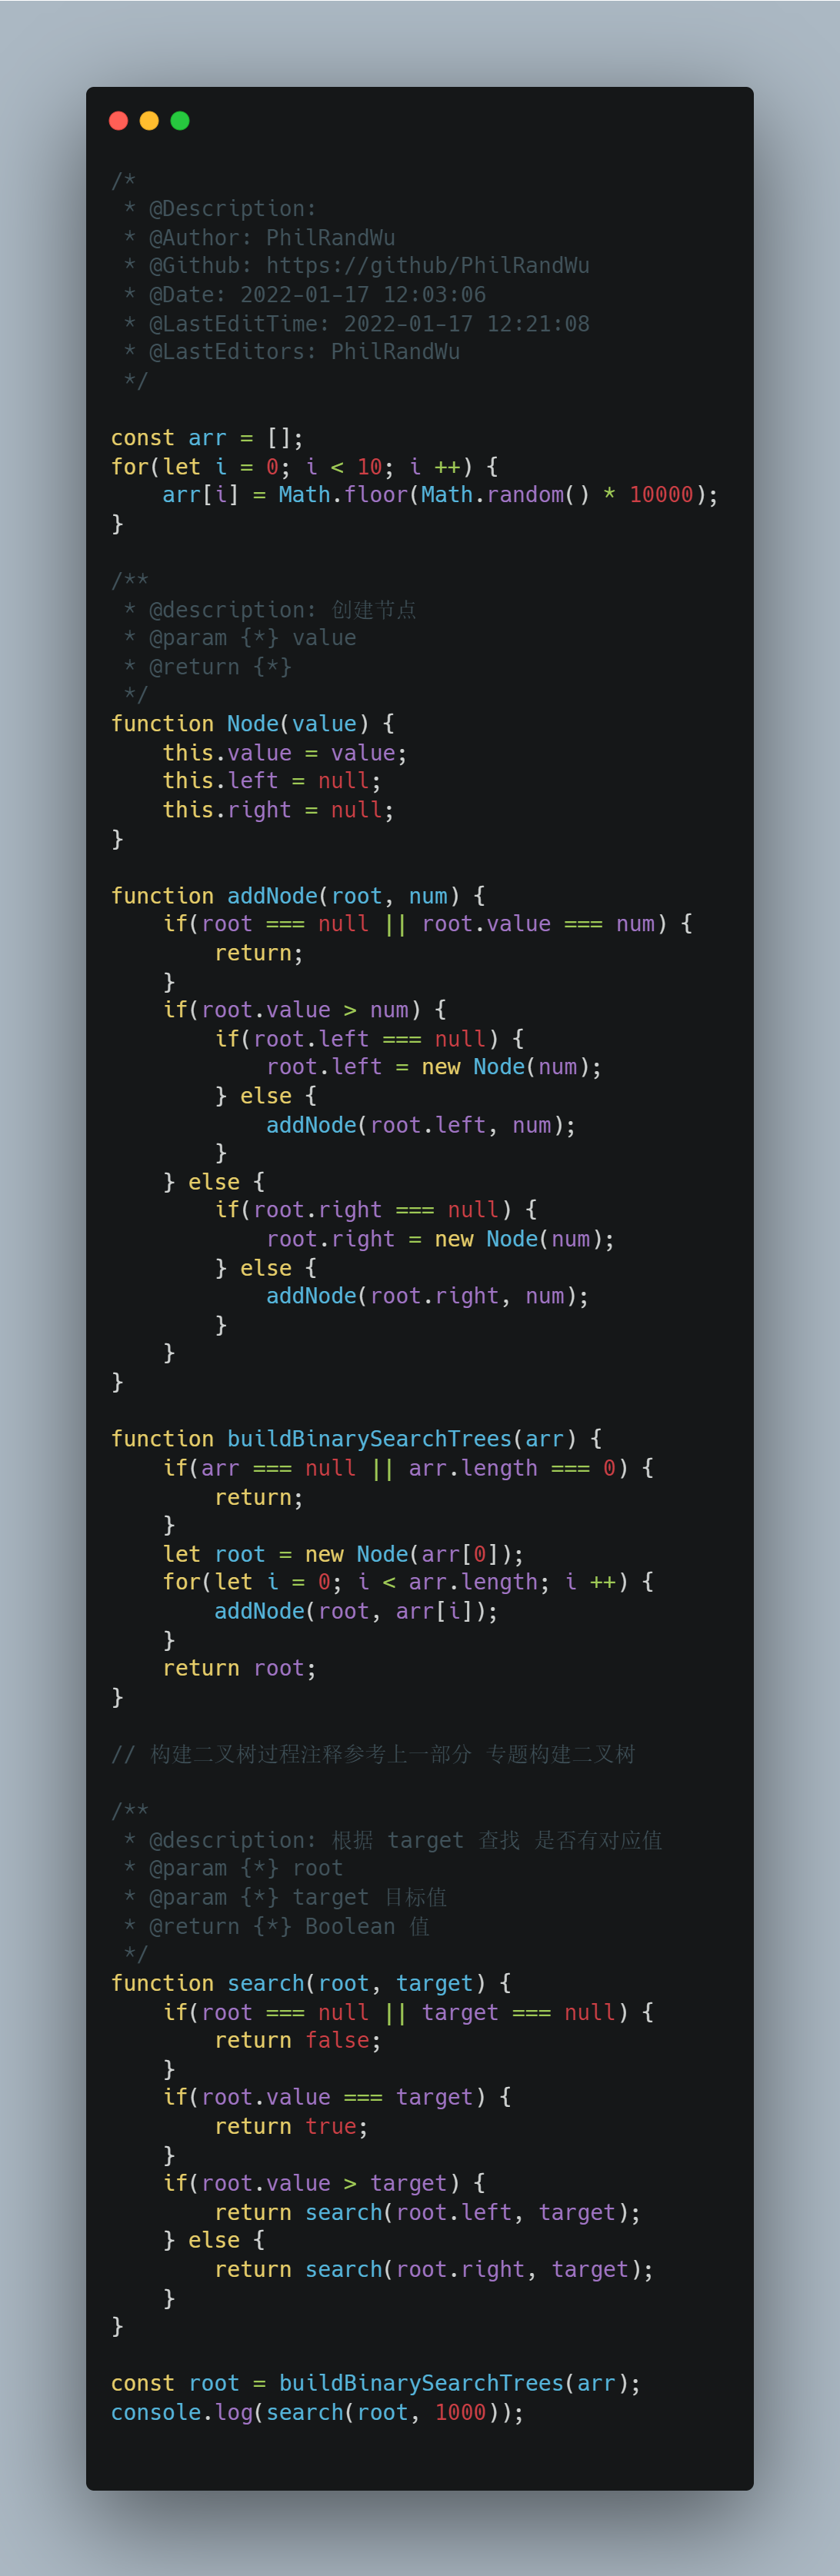 /*
 * @Description: 
 * @Author: PhilRandWu
 * @Github: https://github/PhilRandWu
 * @Date: 2022-01-17 12:03:06
 * @LastEditTime: 2022-01-17 12:21:08
 * @LastEditors: PhilRandWu
 */

const arr = [];
for(let i = 0; i < 10; i ++) {
    arr[i] = Math.floor(Math.random() * 10000);
}

/**
 * @description: 创建节点
 * @param {*} value
 * @return {*}
 */
function Node(value) {
    this.value = value;
    this.left = null;
    this.right = null;
}

function addNode(root, num) {
    if(root === null || root.value === num) {
        return;
    }
    if(root.value > num) {
        if(root.left === null) {
            root.left = new Node(num);
        } else {
            addNode(root.left, num);
        }
    } else {
        if(root.right === null) {
            root.right = new Node(num);
        } else {
            addNode(root.right, num);
        }
    }
}

function buildBinarySearchTrees(arr) {
    if(arr === null || arr.length === 0) {
        return;
    }
    let root = new Node(arr[0]);
    for(let i = 0; i < arr.length; i ++) {
        addNode(root, arr[i]);
    }
    return root;
}

// 构建二叉树过程注释参考上一部分 专题构建二叉树

/**
 * @description: 根据 target 查找 是否有对应值
 * @param {*} root
 * @param {*} target 目标值
 * @return {*} Boolean 值
 */
function search(root, target) {
    if(root === null || target === null) {
        return false;
    }
    if(root.value === target) {
        return true;
    }
    if(root.value > target) {
        return search(root.left, target);
    } else {
        return search(root.right, target);
    }
}

const root = buildBinarySearchTrees(arr);
console.log(search(root, 1000));